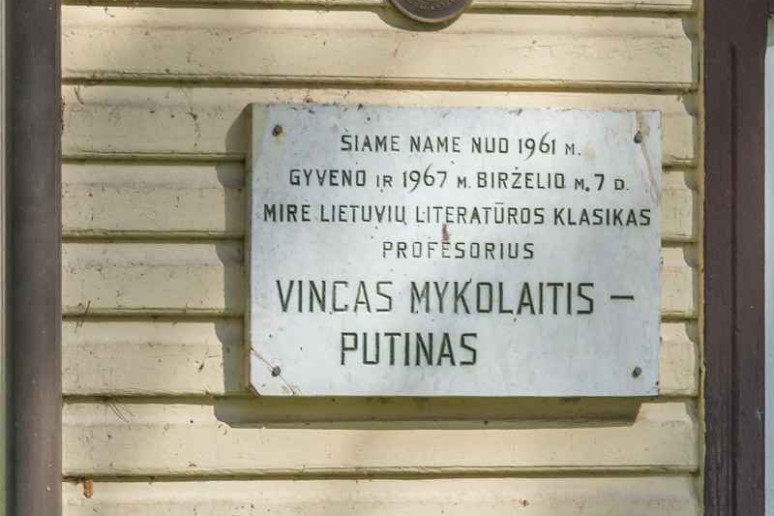 ŠIAME NAME NUO 1961 M.
GYVENO IR 1967 M. BIRŽELIO M. 7 D.
MIRĖ LIETUVIŲ LITERATŪROS KLASIKAS
PROFESORIUS
VINCAS MYKOLAITIS –
PUTINAS